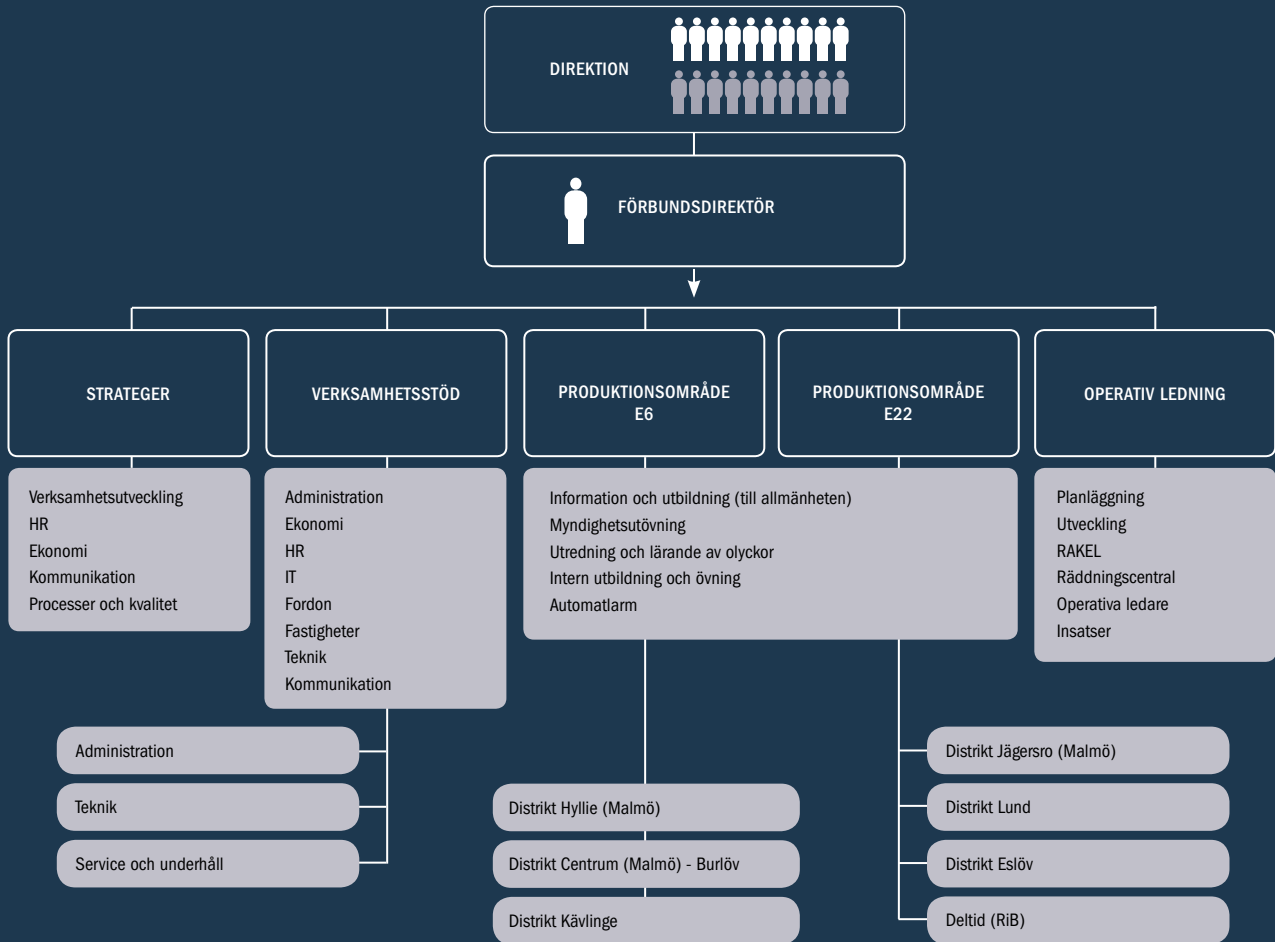 DIREKTION
FÖRBUNDSDIREKTÖR
STRATEGER
VERKSAMHETSSTÖD
PRODUKTIONSOMRÅDE
E6
PRODUKTIONSOMRÅDE
E22
OPERATIV LEDNING
Verksamhetsutveckling
HR
Ekonomi
Kommunikation
Processer och kvalitet
Administration
Ekonomi
HR
IT
Fordon
Fastigheter
Teknik
Kommunikation
Information och utbildning (till allmänheten)
Myndighetsutövning
Utredning och lärande av olyckor
Intern utbildning och övning
Automatlarm
Planläggning
Utveckling
RAKEL
Räddningscentral
Operativa ledare
Insatser
Administration
Teknik
Service och underhåll
Distrikt Hyllie (Malmö)
Distrikt Centrum (Malmö) - Burlöv
Distrikt Kävlinge
Distrikt Jägersro (Malmö)
Distrikt Lund
Distrikt Eslöv
Deltid (RiB)